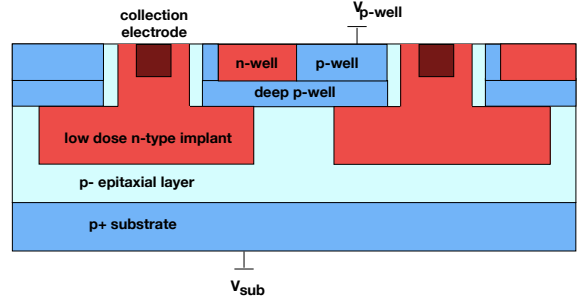 collection
electrode
Vp-well
n-well
p-well
deep p-well
low dose n-type implant
p- epitaxial layer
p+ substrate
Vsub